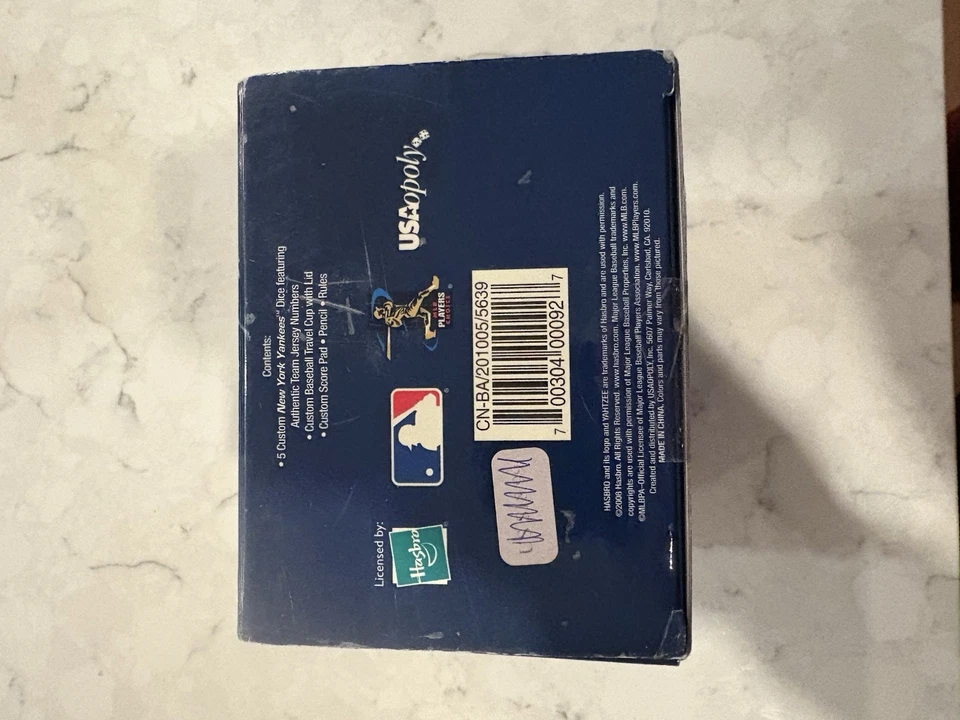 Contents:
• 5 Custom New York Yankees™ Dice featuring
Authentic Team Jersey Numbers
• Custom Baseball Travel Cup with Lid
• Custom Score Pad • Pencil • Rules
Licensed by:
Hasbro
MLB
PLAYERS
CHOICE
®
USAopoly®
CN-BA/201005/5639
7 00304 00092 7
HASBRO and its logo and YAHTZEE are trademarks of Hasbro and are used with permission.
©2008 Hasbro. All Rights Reserved. www.hasbro.com. Major League Baseball trademarks and
copyrights are used with permission of Major League Baseball Properties, Inc. www.MLB.com.
©MLBPA–Official Licensee of Major League Baseball Players Association. www.MLBPlayers.com.
Created and distributed by USAOPOLY, Inc. 5607 Palmer Way, Carlsbad, CA. 92010.
MADE IN CHINA. Colors and parts may vary from those pictured.